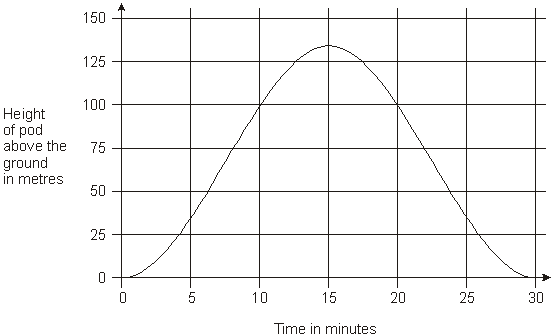 150
125
100
75
50
25
0
Height
of pod
above the
ground
in metres
0 5 10 15 20 25 30
Time in minutes